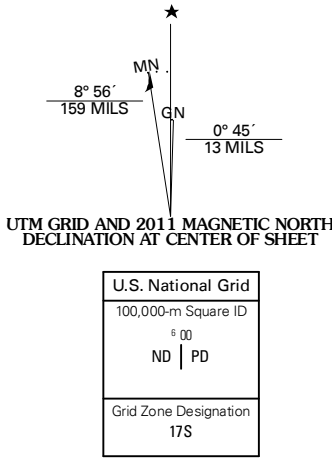 ★
MN
8° 56´
159 MILS
GN
0° 45´
13 MILS
UTM GRID AND 2011 MAGNETIC NORTH
DECLINATION AT CENTER OF SHEET
U.S. National Grid
100,000-m Square ID
6 00
ND | PD
Grid Zone Designation
17S